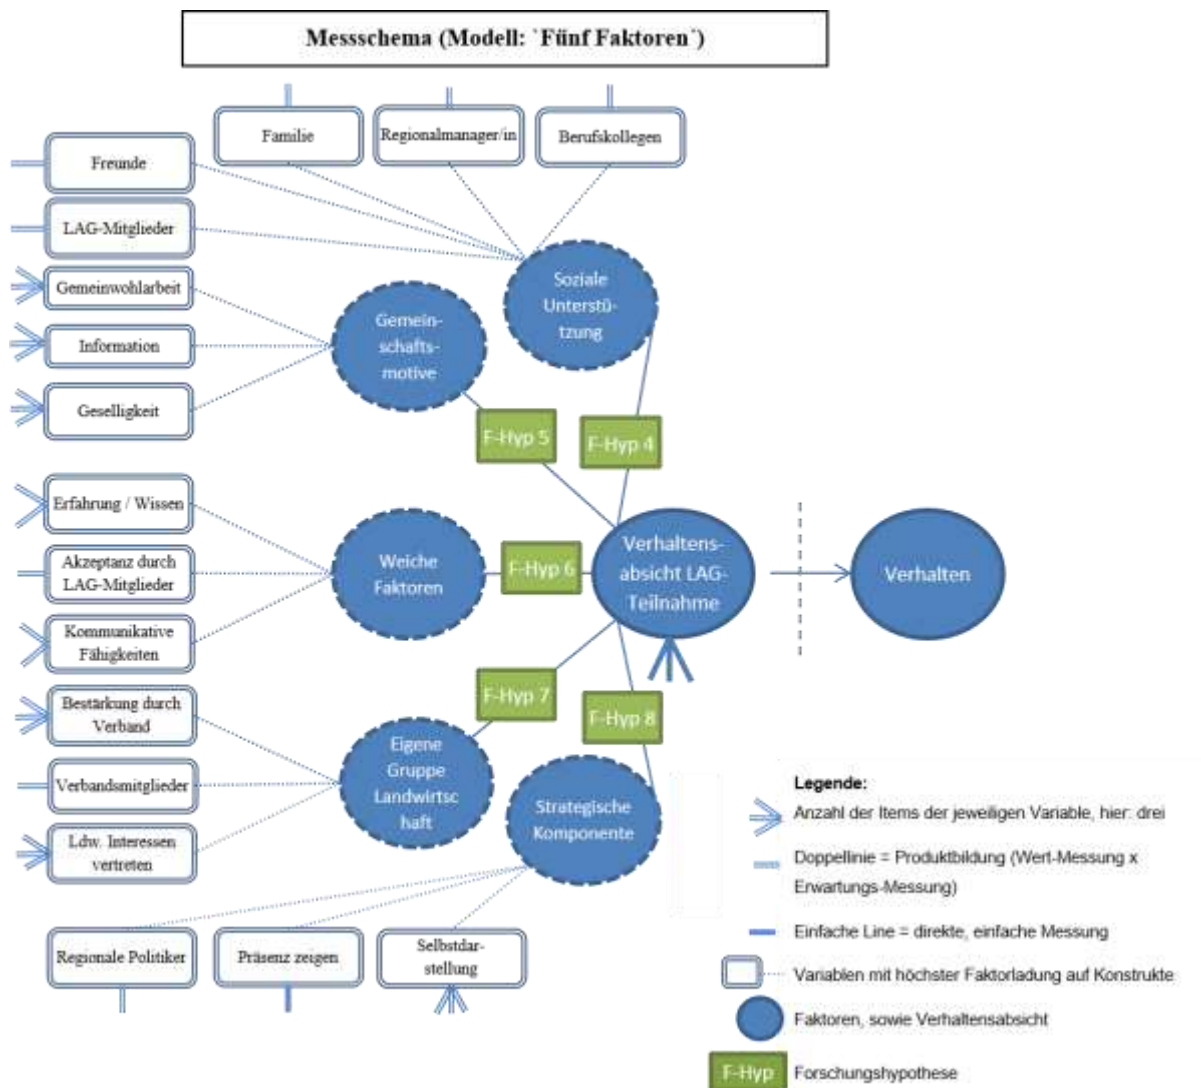 Messschema (Modell: `Fünf Faktoren`)
Familie
Regionalmanager/in
Berufskollegen
Freunde
LAG-Mitglieder
Gemeinwohlarbeit
Information
Geselligkeit
Soziale
Unterstü-
tzung
Gemein-
schafts-
motive
F-Hyp 5
F-Hyp 4
Erfahrung / Wissen
Akzeptanz durch
LAG-Mitglieder
Kommunikative
Fähigkeiten
Weiche
Faktoren
F-Hyp 6
Verhaltens-
absicht LAG-
Teilnahme
Verhalten
Bestärkung durch
Verband
Verbandsmitglieder
Ldw. Interessen
vertreten
Eigene
Gruppe
Landwirtsc
haft
F-Hyp 7
F-Hyp 8
Strategische
Komponente
Regionale Politiker
Präsenz zeigen
Selbstdar-
stellung
Legende:
Anzahl der Items der jeweiligen Variable, hier: drei
Doppellinie = Produktbildung (Wert-Messung x
Erwartungs-Messung)
Einfache Line = direkte, einfache Messung
Variablen mit höchster Faktorladung auf Konstrukte
Faktoren, sowie Verhaltensabsicht
F-Hyp
Forschungshypothese